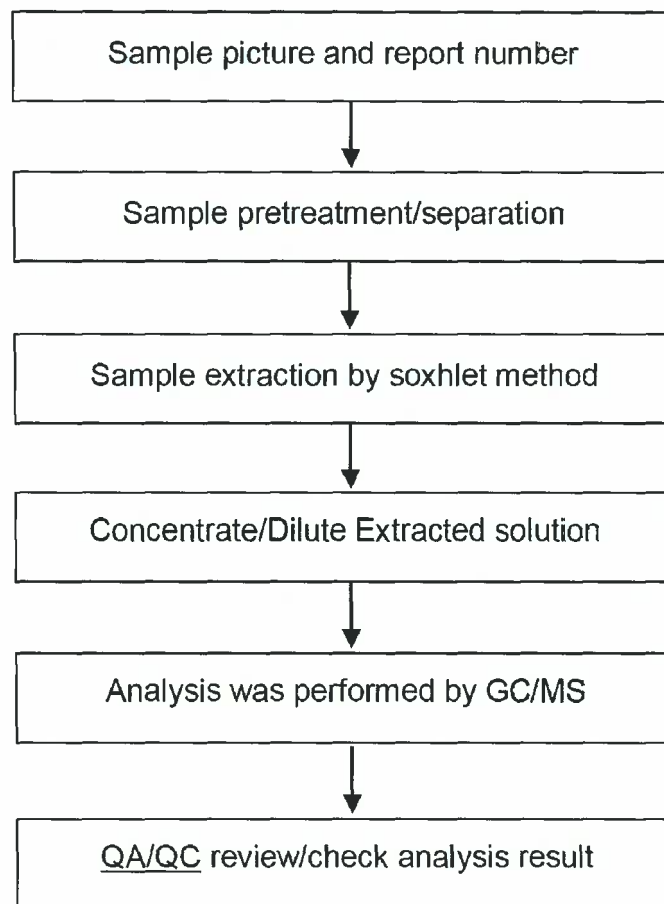 Sample picture and report number
Sample pretreatment/separation
Sample extraction by soxhlet method
Concentrate/Dilute Extracted solution
Analysis was performed by GC/MS
QA/QC review/check analysis result